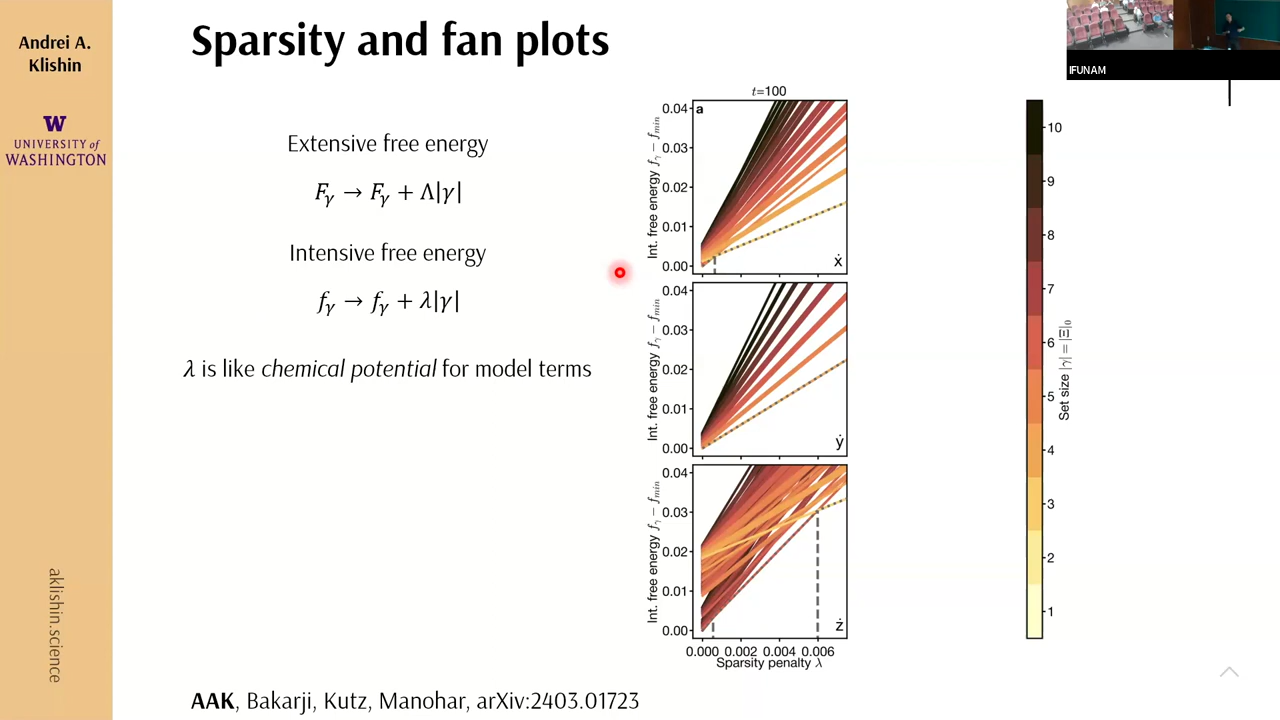 Andrei A.
Klishin
W
UNIVERSITY of
WASHINGTON
aklishin.science
Sparsity and fan plots
Extensive free energy
F_γ → F_γ + Λ|γ|
Intensive free energy
f_γ → f_γ + λ|γ|
λ is like chemical potential for model terms
AAK, Bakarji, Kutz, Manohar, arXiv:2403.01723
t=100
a
Int. free energy f_γ − f_min
0.04
0.03
0.02
0.01
0.00
ẋ
Int. free energy f_γ − f_min
0.04
0.03
0.02
0.01
0.00
ẏ
Int. free energy f_γ − f_min
0.04
0.03
0.02
0.01
0.00
ż
0.000 0.002 0.004 0.006
Sparsity penalty λ
10
9
8
7
6
5
4
3
2
1
Set size |γ| = |Ξ|₀
IFUNAM